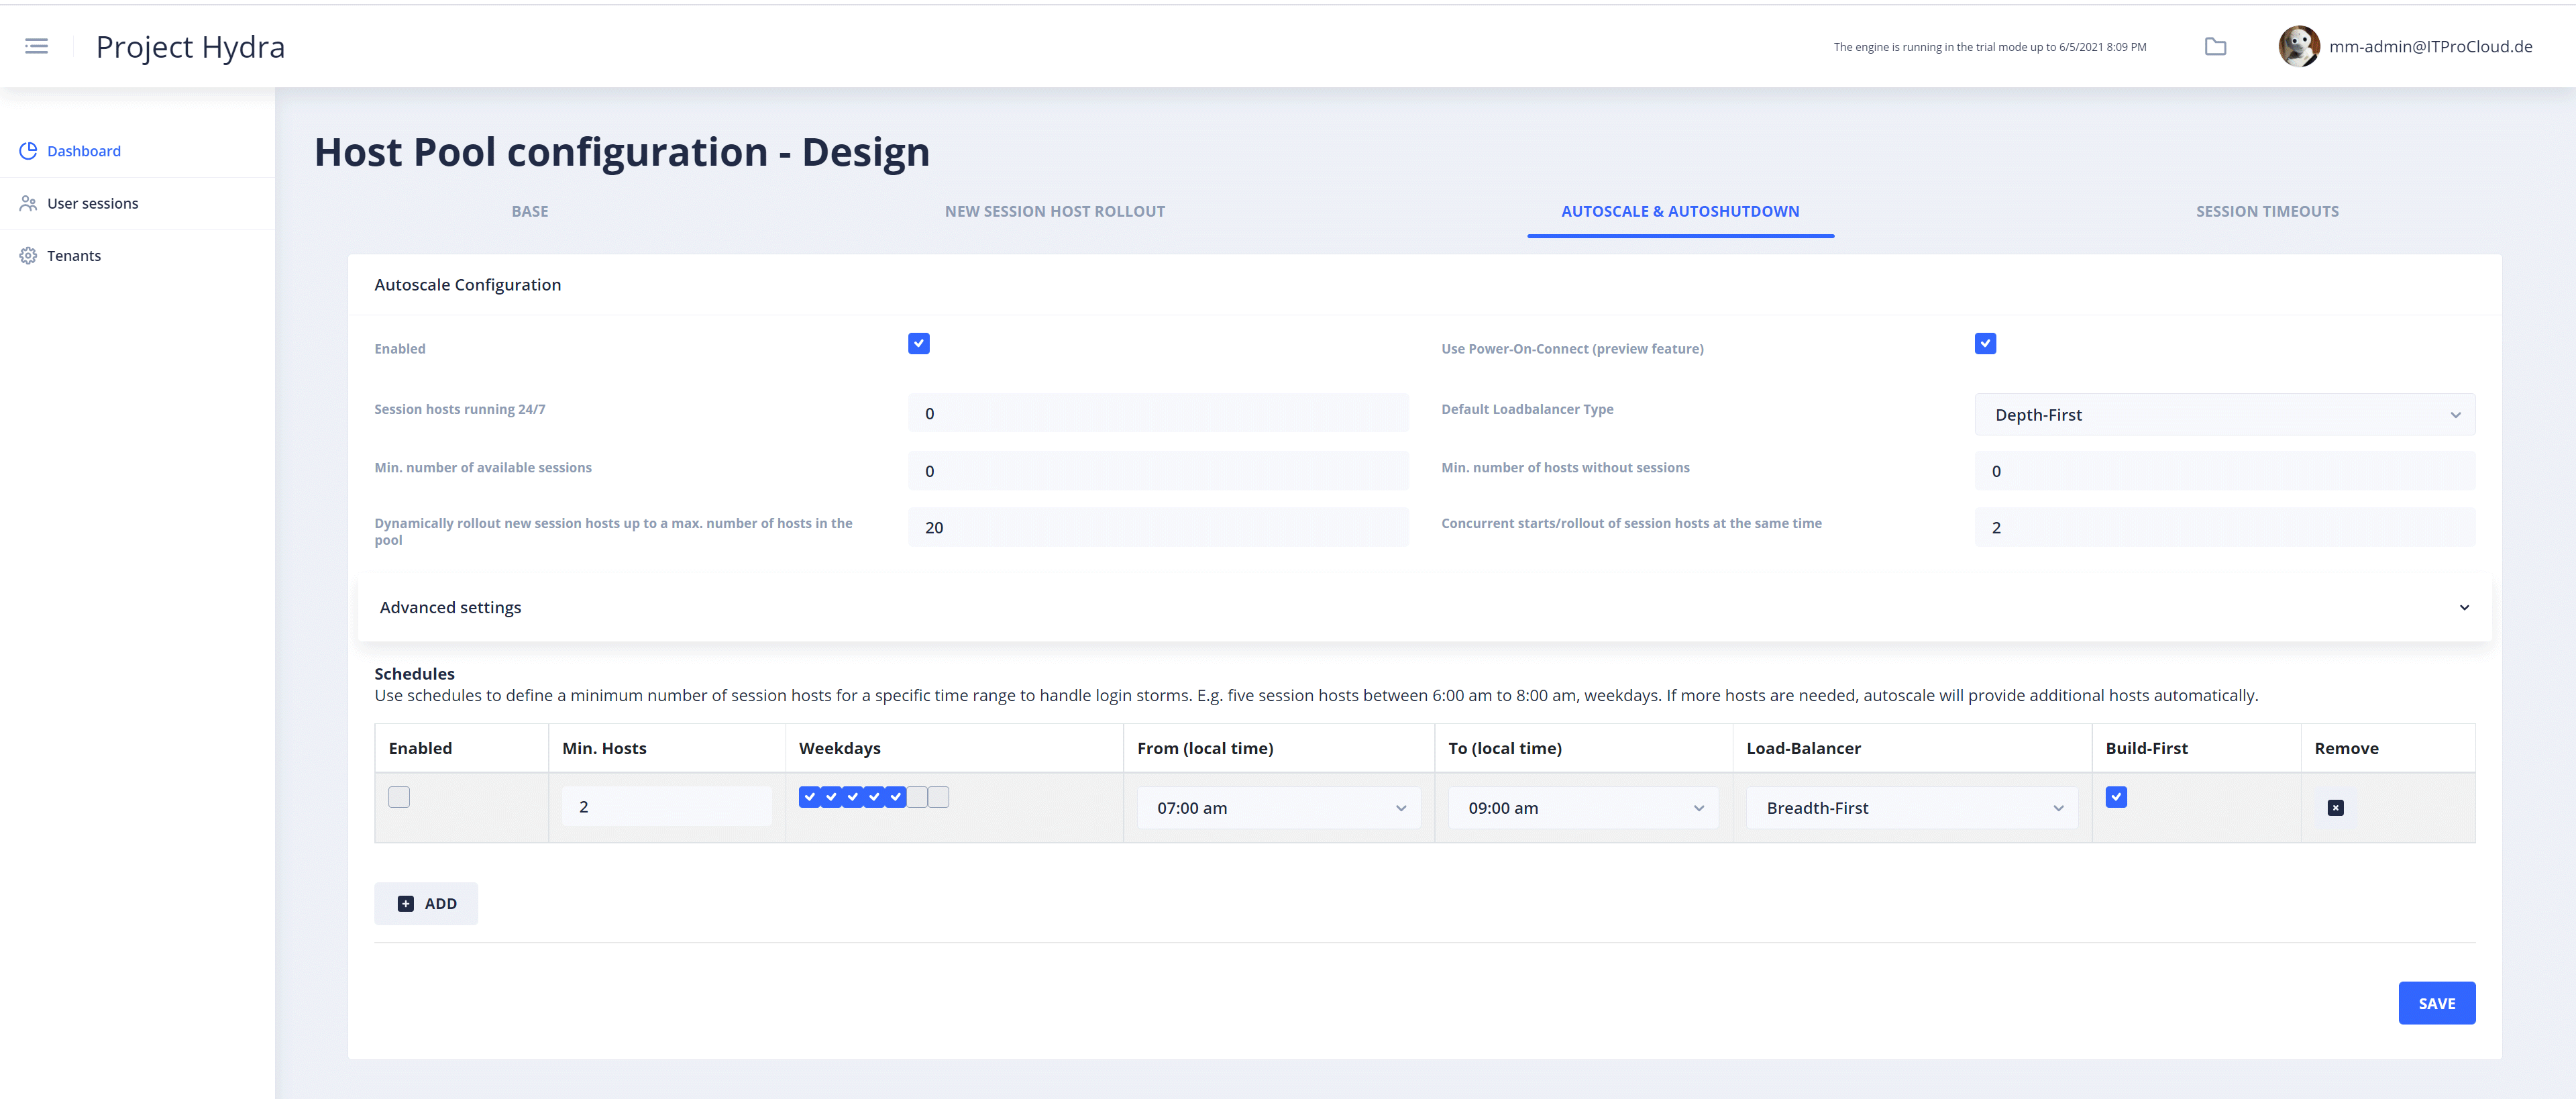 Project Hydra
The engine is running in the trial mode up to 6/5/2021 8:09 PM
mm-admin@ITProCloud.de
Dashboard
User sessions
Tenants
Host Pool configuration - Design
BASE
NEW SESSION HOST ROLLOUT
AUTOSCALE & AUTOSHUTDOWN
SESSION TIMEOUTS
Autoscale Configuration
Enabled
Use Power-On-Connect (preview feature)
Session hosts running 24/7
0
Default Loadbalancer Type
Depth-First
Min. number of available sessions
0
Min. number of hosts without sessions
0
Dynamically rollout new session hosts up to a max. number of hosts in the
pool
20
Concurrent starts/rollout of session hosts at the same time
2
Advanced settings
Schedules
Use schedules to define a minimum number of session hosts for a specific time range to handle login storms. E.g. five session hosts between 6:00 am to 8:00 am, weekdays. If more hosts are needed, autoscale will provide additional hosts automatically.
Enabled
Min. Hosts
Weekdays
From (local time)
To (local time)
Load-Balancer
Build-First
Remove
2
07:00 am
09:00 am
Breadth-First
ADD
SAVE